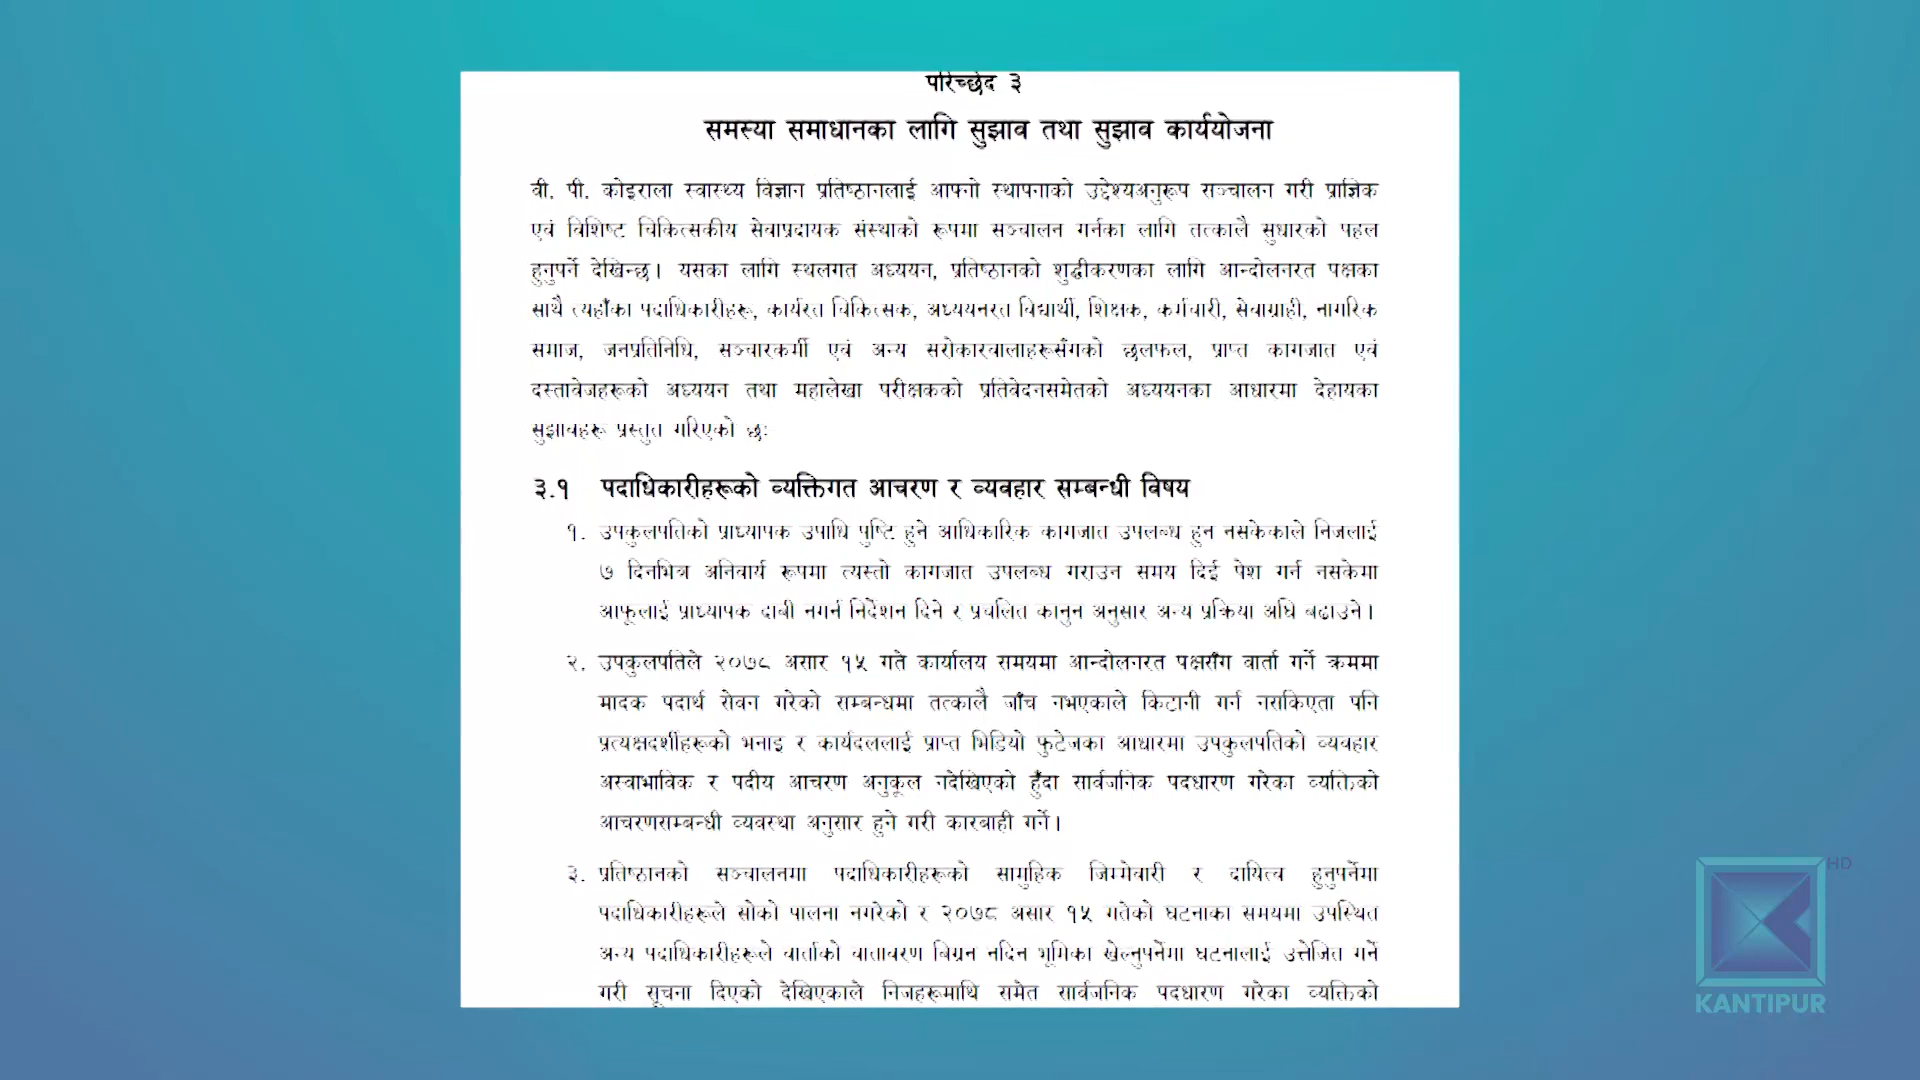 परिच्छेद ३
समस्या समाधानका लागि सुझाव तथा सुझाव कार्ययोजना
वी. पी. कोइराला स्वास्थ्य विज्ञान प्रतिष्ठानलाई आफ्नो स्थापनाको उद्देश्यअनुरूप सञ्चालन गरी प्राज्ञिक
एवं विशिष्ट चिकित्सकीय सेवाप्रदायक संस्थाको रूपमा सञ्चालन गर्नका लागि तत्कालै सुधारको पहल
हुनुपर्ने देखिन्छ। यसका लागि स्थलगत अध्ययन, प्रतिष्ठानको शुद्धीकरणका लागि आन्दोलनरत पक्षका
साथै त्यहाँका पदाधिकारीहरू, कार्यरत चिकित्सक, अध्ययनरत विद्यार्थी, शिक्षक, कर्मचारी, सेवाग्राही, नागरिक
समाज, जनप्रतिनिधि, सञ्चारकर्मी एवं अन्य सरोकारवालाहरूसँगको छलफल, प्राप्त कागजात एवं
दस्तावेजहरूको अध्ययन तथा महालेखा परीक्षकको प्रतिवेदनसमेतको अध्ययनका आधारमा देहायका
सुझावहरू प्रस्तुत गरिएको छः
३.१ पदाधिकारीहरूको व्यक्तिगत आचरण र व्यवहार सम्बन्धी विषय
१. उपकुलपतिको प्राध्यापक उपाधि पुष्टि हुने आधिकारिक कागजात उपलब्ध हुन नसकेकाले निजलाई
७ दिनभित्र अनिवार्य रूपमा त्यस्तो कागजात उपलब्ध गराउन समय दिई पेश गर्न नसकेमा
आफूलाई प्राध्यापक दाबी नगर्न निर्देशन दिने र प्रचलित कानुन अनुसार अन्य प्रक्रिया अघि बढाउने।
२. उपकुलपतिले २०७८ असार १५ गते कार्यालय समयमा आन्दोलनरत पक्षसँग वार्ता गर्ने क्रममा
मादक पदार्थ सेवन गरेको सम्बन्धमा तत्कालै जाँच नभएकाले किटानी गर्न नसकिएता पनि
प्रत्यक्षदर्शीहरूको भनाइ र कार्यदललाई प्राप्त भिडियो फुटेजका आधारमा उपकुलपतिको व्यवहार
अस्वाभाविक र पदीय आचरण अनुकूल नदेखिएको हुँदा सार्वजनिक पदधारण गरेका व्यक्तिको
आचरणसम्बन्धी व्यवस्था अनुसार हुने गरी कारबाही गर्ने।
३. प्रतिष्ठानको सञ्चालनमा पदाधिकारीहरूको सामुहिक जिम्मेवारी र दायित्व हुनुपर्नेमा
पदाधिकारीहरूले सोको पालना नगरेको र २०७८ असार १५ गतेको घटनाका समयमा उपस्थित
अन्य पदाधिकारीहरूले वार्ताको वातावरण बिग्रन नदिन भूमिका खेल्नुपर्नेमा घटनालाई उत्तेजित गर्ने
गरी सूचना दिएको देखिएकाले निजहरूमाथि समेत सार्वजनिक पदधारण गरेका व्यक्तिको
HD
KANTIPUR